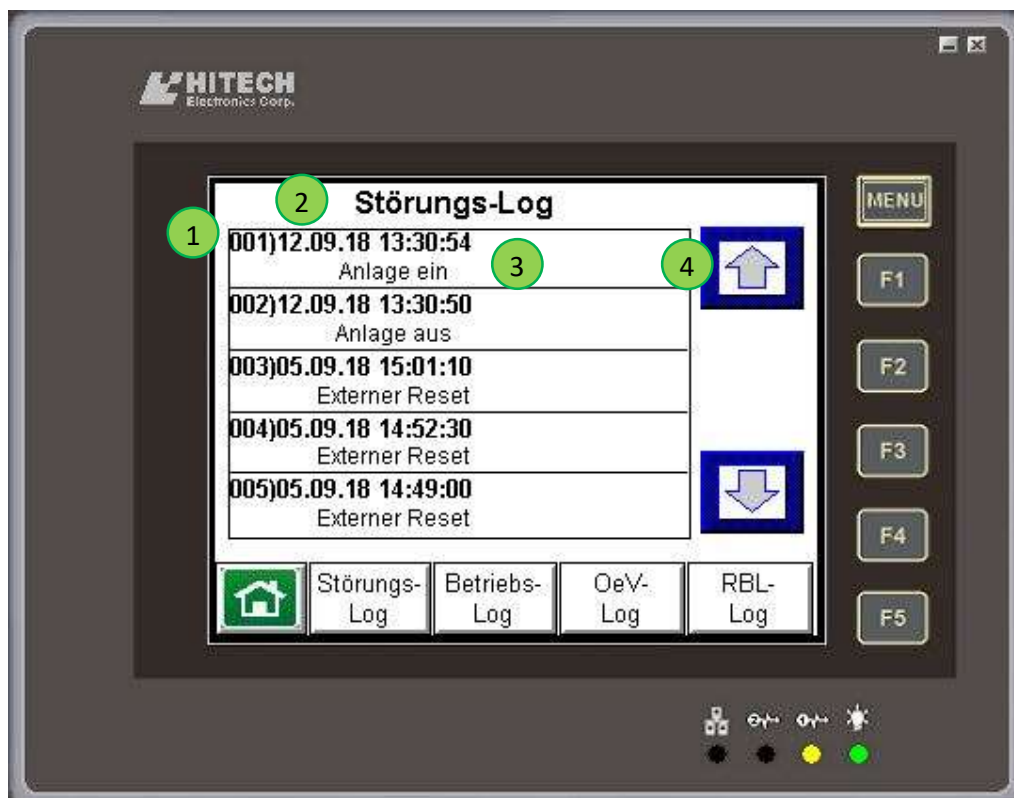 HITECH
Electronics Corp.
2
Störungs-Log
MENU
1
001)12.09.18 13:30:54
Anlage ein
3
4
F1
002)12.09.18 13:30:50
Anlage aus
F2
003)05.09.18 15:01:10
Externer Reset
004)05.09.18 14:52:30
Externer Reset
F3
005)05.09.18 14:49:00
Externer Reset
F4
Störungs-
Log
Betriebs-
Log
OeV-
Log
RBL-
Log
F5